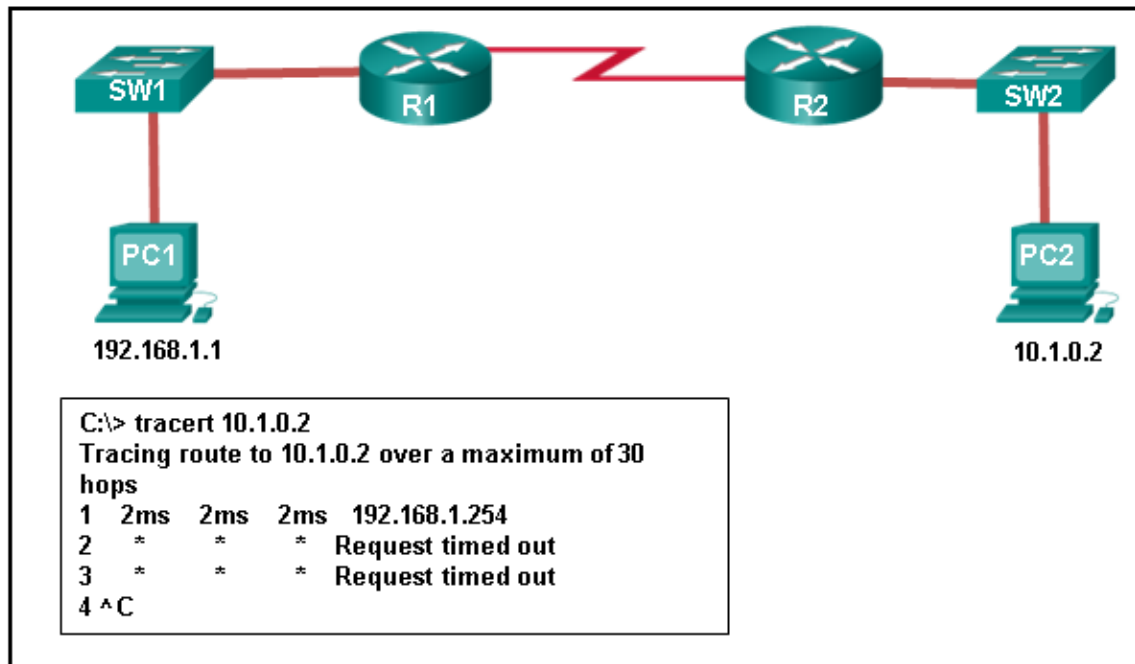 SW1
R1
R2
SW2
PC1
PC2
192.168.1.1
10.1.0.2
C:\> tracert 10.1.0.2
Tracing route to 10.1.0.2 over a maximum of 30
hops
1 2ms 2ms 2ms 192.168.1.254
2 * * * Request timed out
3 * * * Request timed out
4 ^C